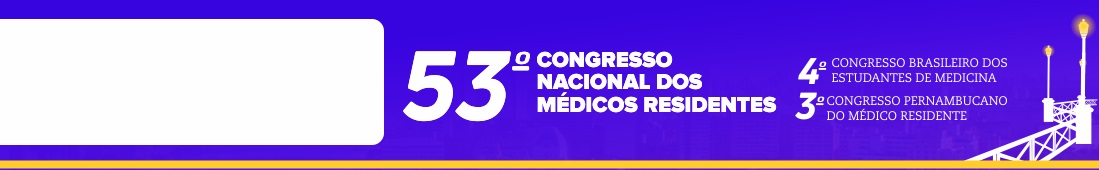 53º
CONGRESSO
NACIONAL DOS
MÉDICOS RESIDENTES
4º
CONGRESSO BRASILEIRO DOS
ESTUDANTES DE MEDICINA
3º
CONGRESSO PERNAMBUCANO
DO MÉDICO RESIDENTE